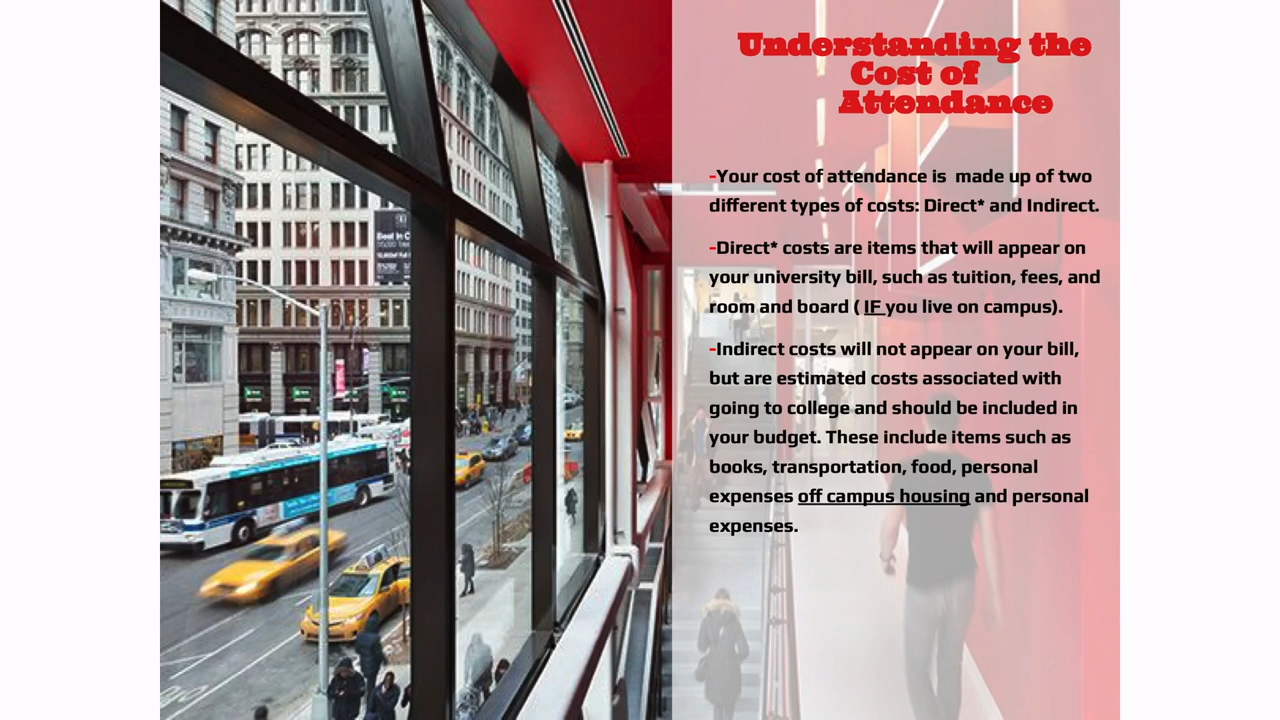 Understanding the
Cost of
Attendance
-Your cost of attendance is  made up of two
different types of costs: Direct* and Indirect.
-Direct* costs are items that will appear on
your university bill, such as tuition, fees, and
room and board ( IF you live on campus).
-Indirect costs will not appear on your bill,
but are estimated costs associated with
going to college and should be included in
your budget. These include items such as
books, transportation, food, personal
expenses off campus housing and personal
expenses.